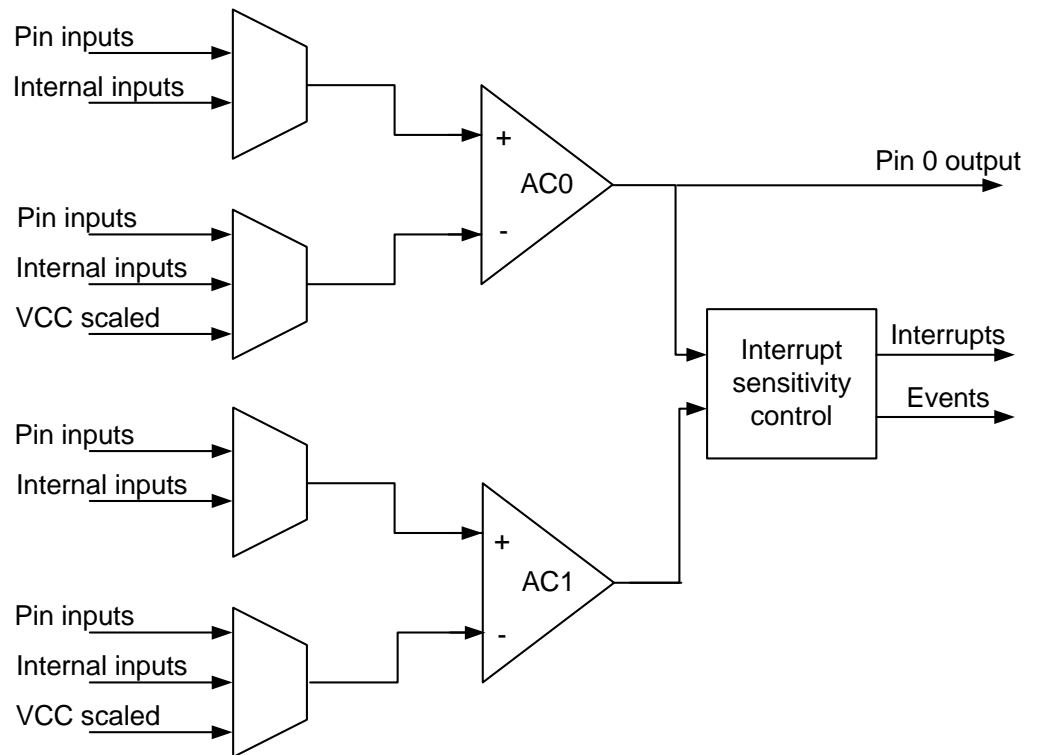 Pin inputs
Internal inputs
+
AC0
-
Pin 0 output
Pin inputs
Internal inputs
VCC scaled
Interrupt
sensitivity
control
Interrupts
Events
Pin inputs
Internal inputs
+
AC1
-
Pin inputs
Internal inputs
VCC scaled